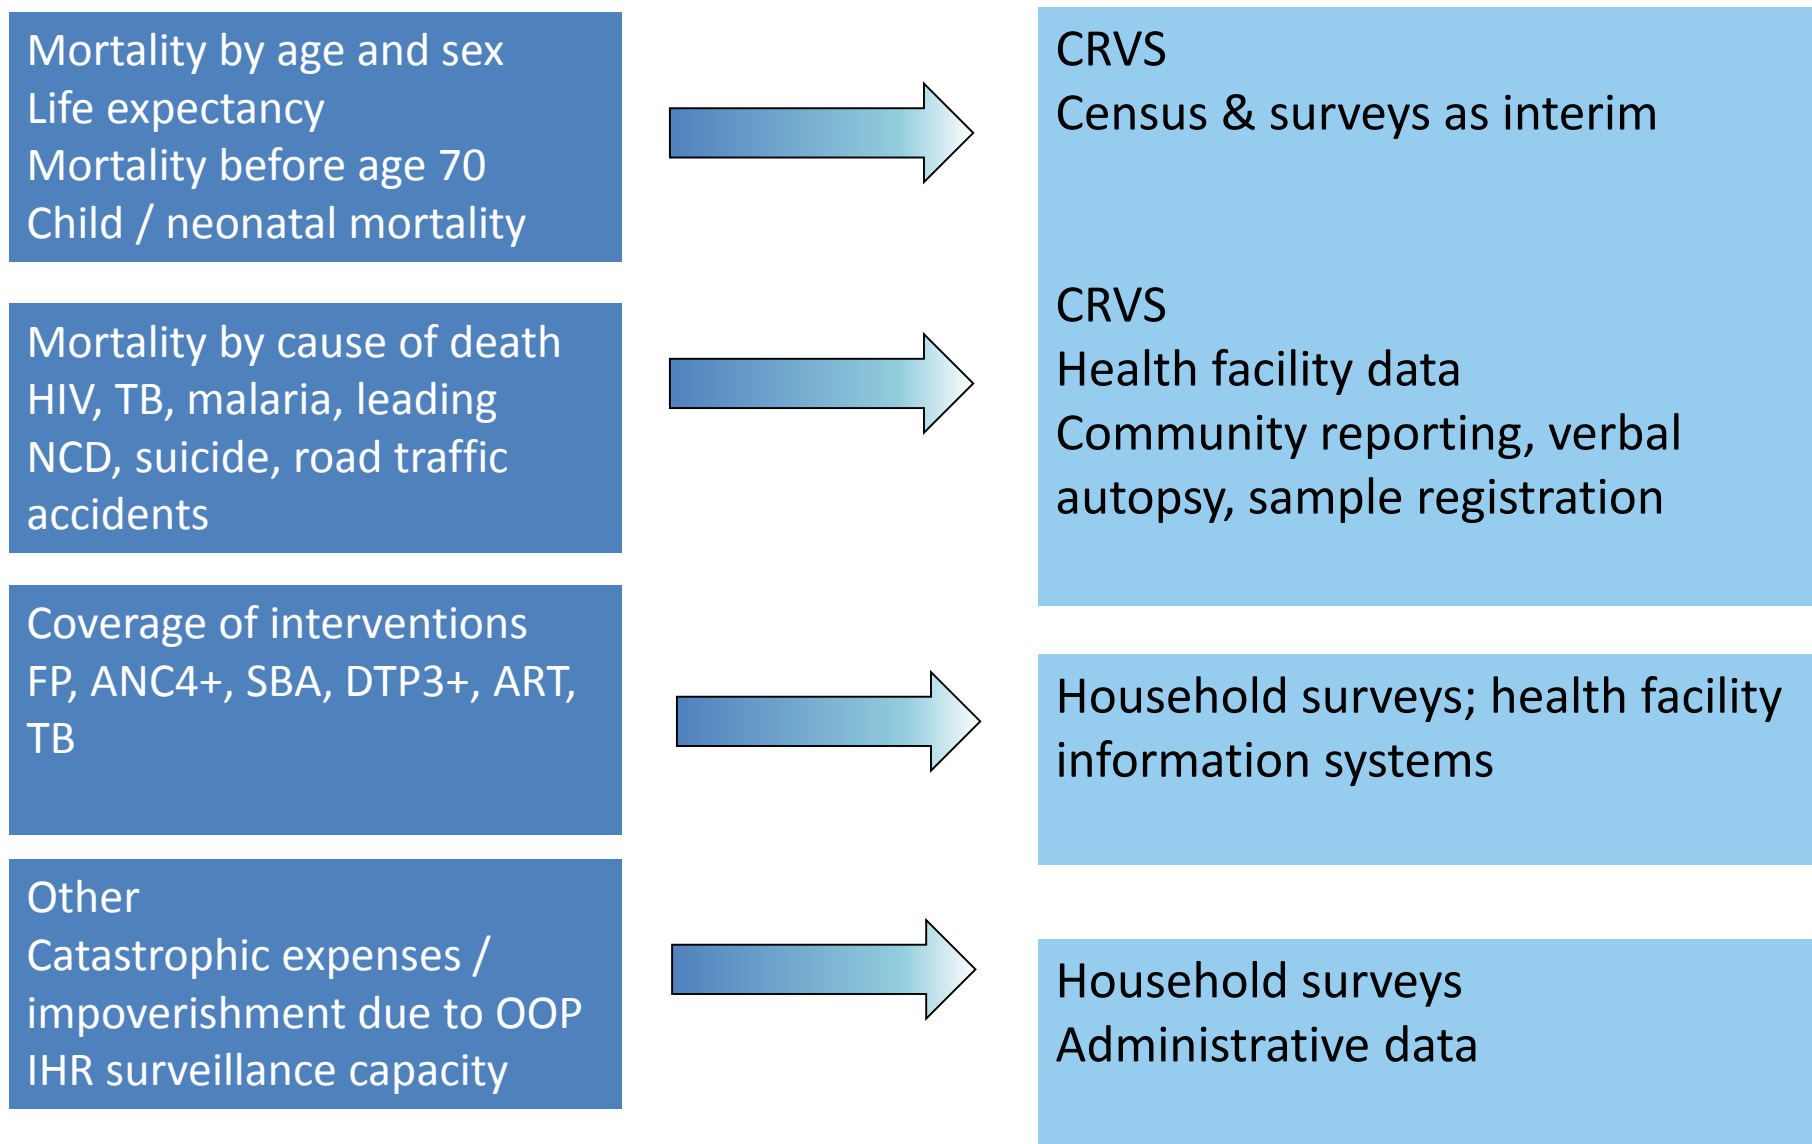 Mortality by age and sex
Life expectancy
Mortality before age 70
Child / neonatal mortality
CRVS
Census & surveys as interim
Mortality by cause of death
HIV, TB, malaria, leading
NCD, suicide, road traffic
accidents
CRVS
Health facility data
Community reporting, verbal
autopsy, sample registration
Coverage of interventions
FP, ANC4+, SBA, DTP3+, ART,
TB
Household surveys; health facility
information systems
Other
Catastrophic expenses /
impoverishment due to OOP
IHR surveillance capacity
Household surveys
Administrative data